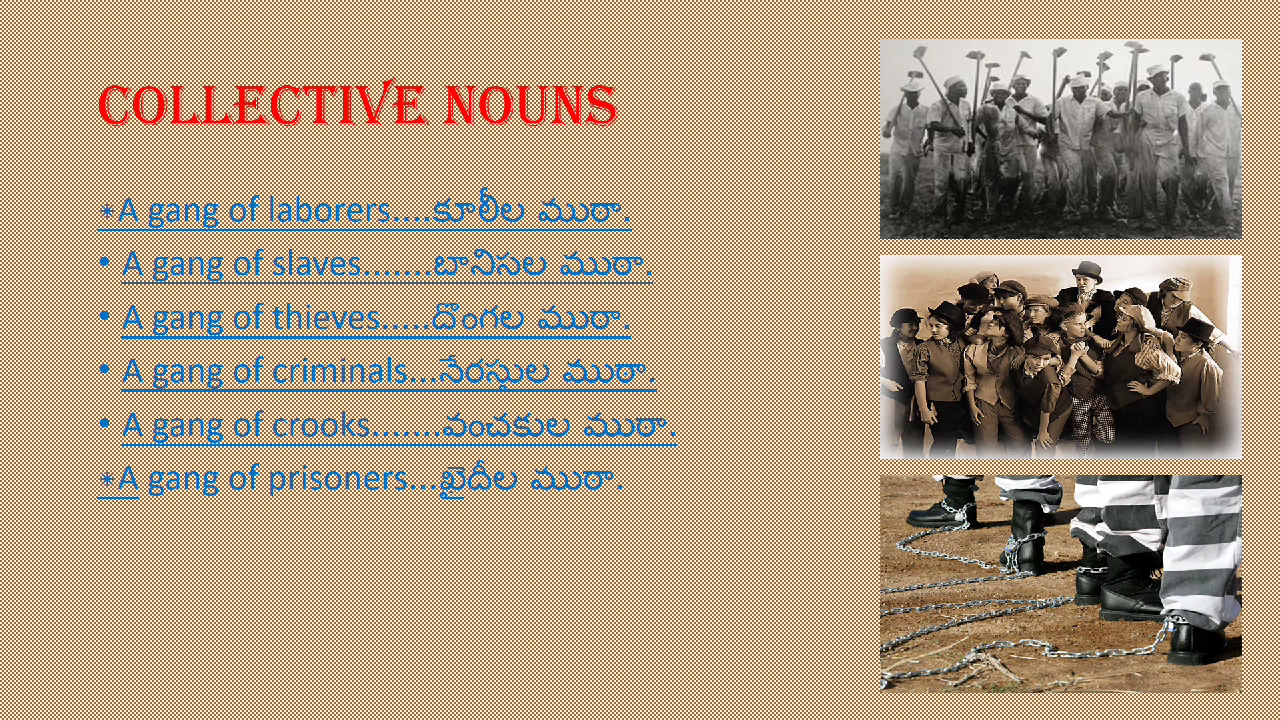 COLLECTIVE NOUNS
*A gang of laborers....కూలీల ముఠా.
• A gang of slaves.......బానిసల ముఠా.
• A gang of thieves.....దొంగల ముఠా.
• A gang of criminals...నేరస్తుల ముఠా.
• A gang of crooks........వంచకుల ముఠా.
*A gang of prisoners...ఖైదీల ముఠా.